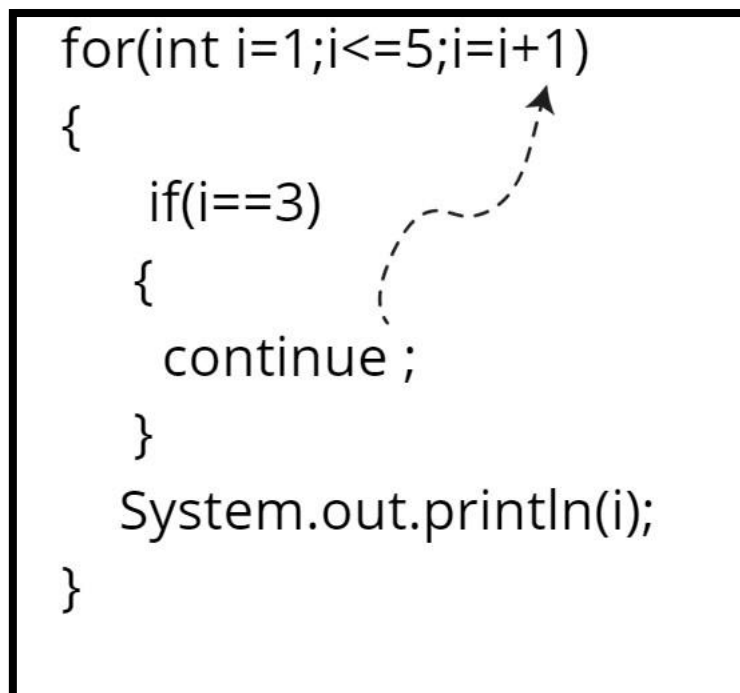 for(int i=1;i<=5;i=i+1)
{
if(i==3)
{
continue ;
}
System.out.println(i);
}